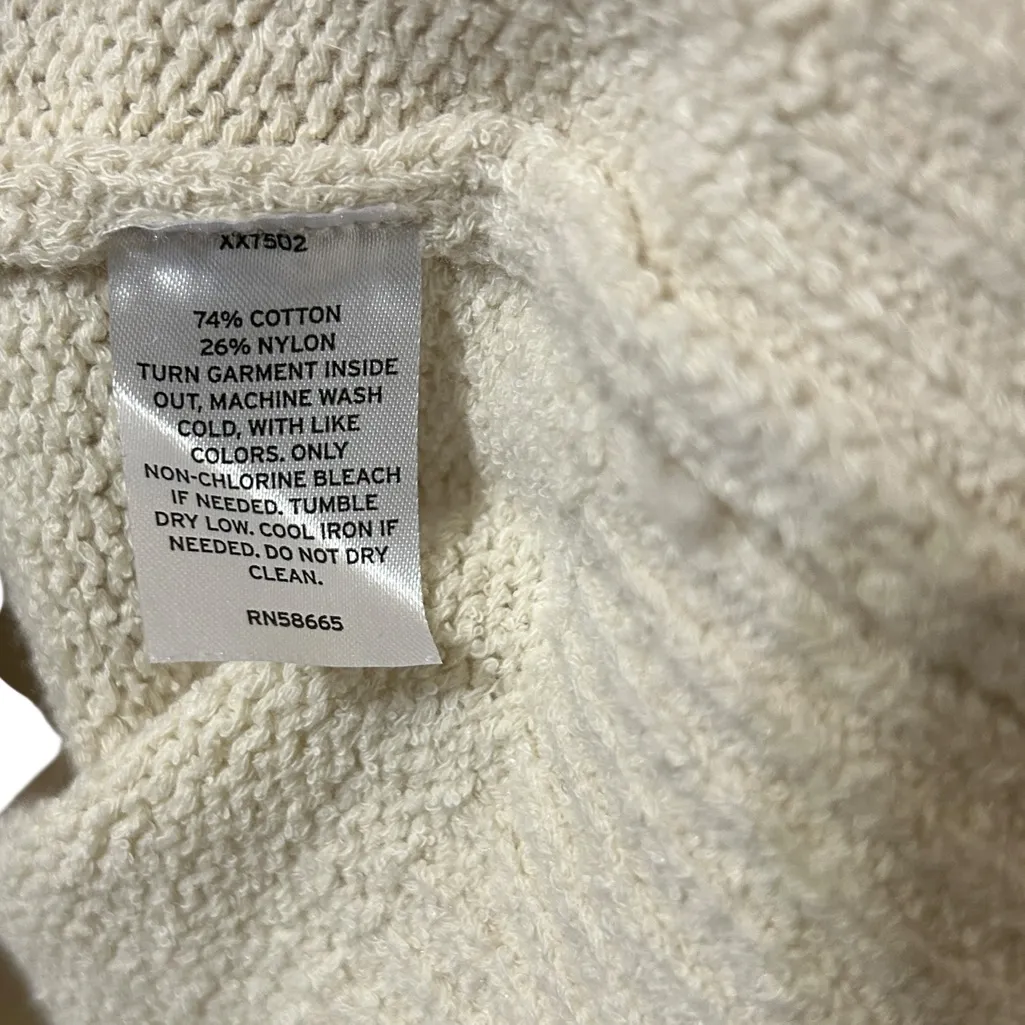 XX7502
74% COTTON
26% NYLON
TURN GARMENT INSIDE
OUT, MACHINE WASH
COLD, WITH LIKE
COLORS. ONLY
NON-CHLORINE BLEACH
IF NEEDED. TUMBLE
DRY LOW. COOL IRON IF
NEEDED. DO NOT DRY
CLEAN.
RN58665